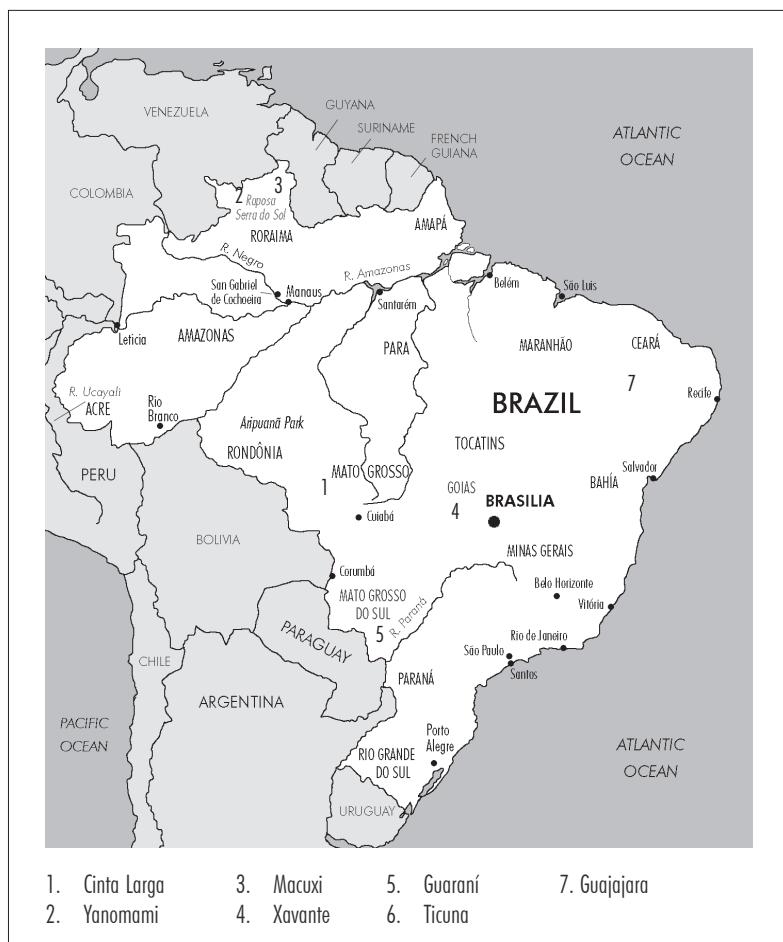 VENEZUELA
GUYANA
SURINAME
FRENCH
GUIANA
ATLANTIC
OCEAN
COLOMBIA
2
3
Raposa
Serra do Sol
RORAIMA
AMAPÁ
R. Negro
R. Amazonas
San Gabriel
de Cochoeira
Manaus
Santarém
Belém
São Luis
Leticia
AMAZONAS
PARA
MARANHÃO
CEARÁ
7
R. Ucayali
ACRE
Rio
Branco
Aripuanã Park
RONDÔNIA
BRAZIL
Recife
TOCATINS
PERU
1
MATO GROSSO
GOIAS
4
BRASILIA
BAHÍA
Salvador
Cuiabá
BOLIVIA
MINAS GERAIS
Corumbá
MATO GROSSO
DO SUL
5
R. Paraná
Belo Horizonte
Vitória
PARAGUAY
Rio de Janeiro
São Paulo
Santos
CHILE
PARANÁ
ARGENTINA
PACIFIC
OCEAN
Porto
Alegre
RIO GRANDE
DO SUL
ATLANTIC
OCEAN
URUGUAY
1. Cinta Larga 3. Macuxi 5. Guaraní 7. Guajajara
2. Yanomami 4. Xavante 6. Ticuna